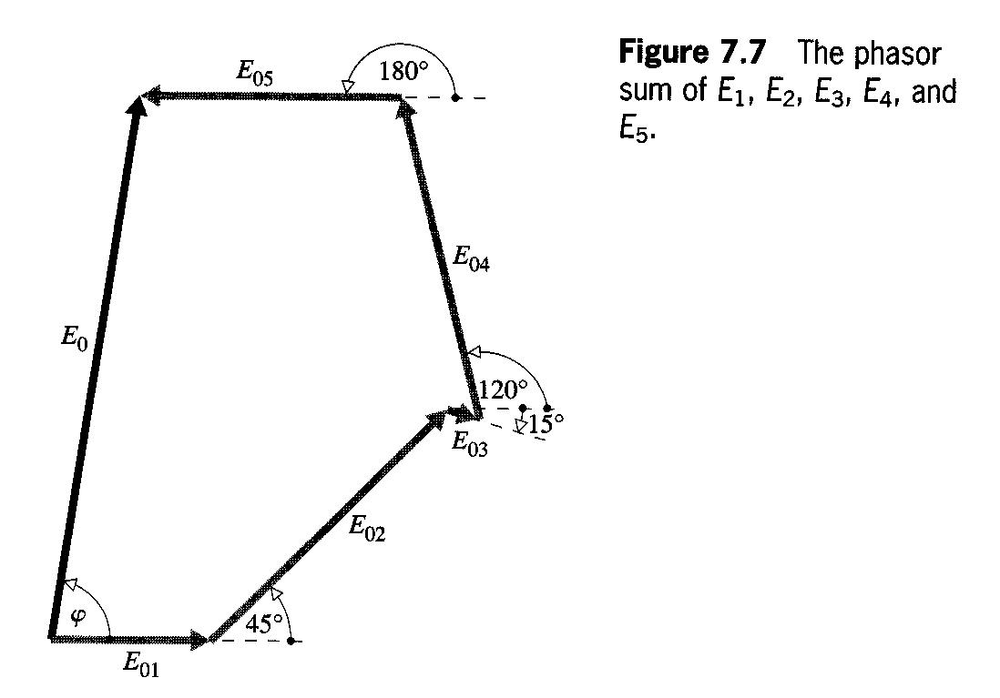 Figure 7.7 The phasor
sum of E1, E2, E3, E4, and
E5.
E05
180°
E04
E0
120°
15°
E03
E02
φ
45°
E01